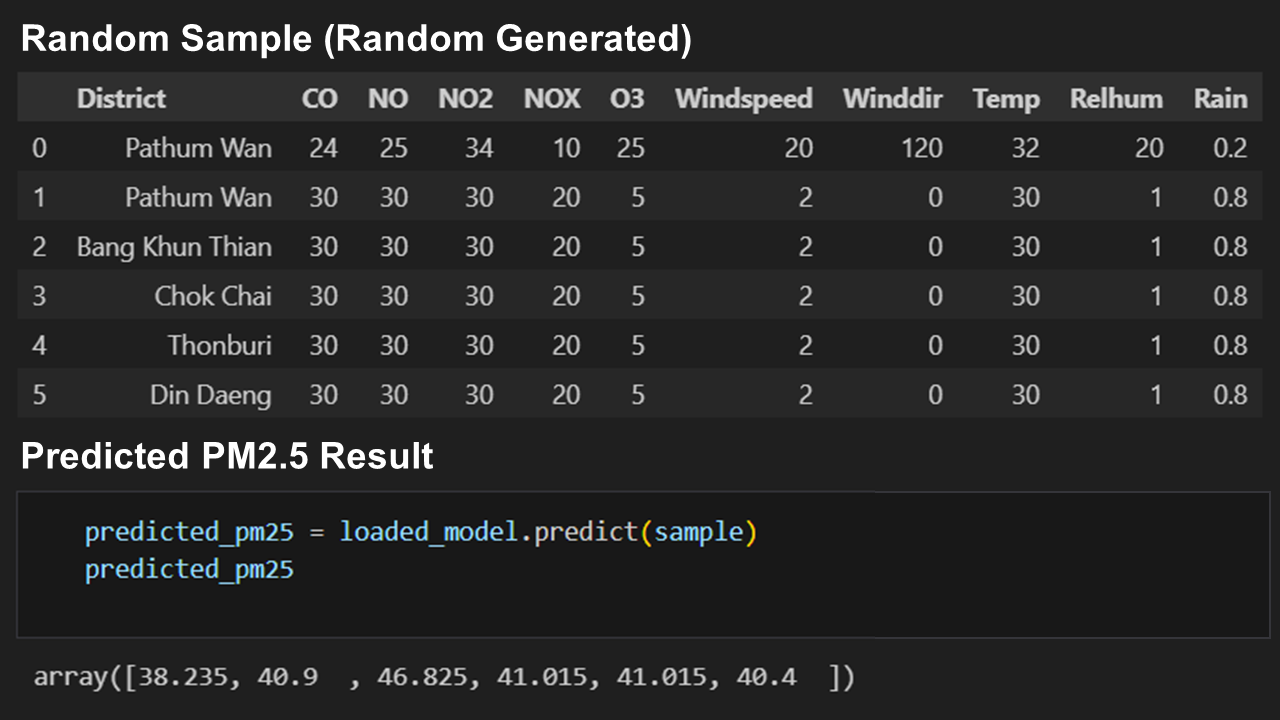 Random Sample (Random Generated)
District CO NO NO2 NOX O3 Windspeed Winddir Temp Relhum Rain
0 Pathum Wan 24 25 34 10 25 20 120 32 20 0.2
1 Pathum Wan 30 30 30 20 5 2 0 30 1 0.8
2 Bang Khun Thian 30 30 30 20 5 2 0 30 1 0.8
3 Chok Chai 30 30 30 20 5 2 0 30 1 0.8
4 Thonburi 30 30 30 20 5 2 0 30 1 0.8
5 Din Daeng 30 30 30 20 5 2 0 30 1 0.8
Predicted PM2.5 Result
predicted_pm25 = loaded_model.predict(sample)
predicted_pm25
array([38.235, 40.9  , 46.825, 41.015, 41.015, 40.4  ])